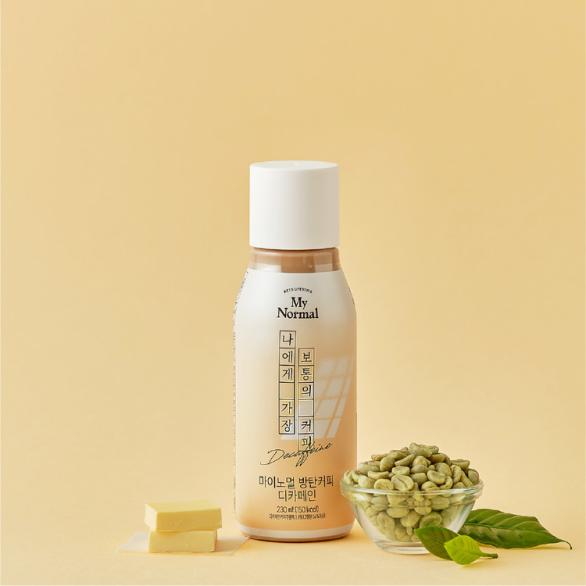 My
Normal
나에게 가장
보통의 커피
Decaffeine
마이노멀 방탄커피
디카페인
230 ml (150 kcal)